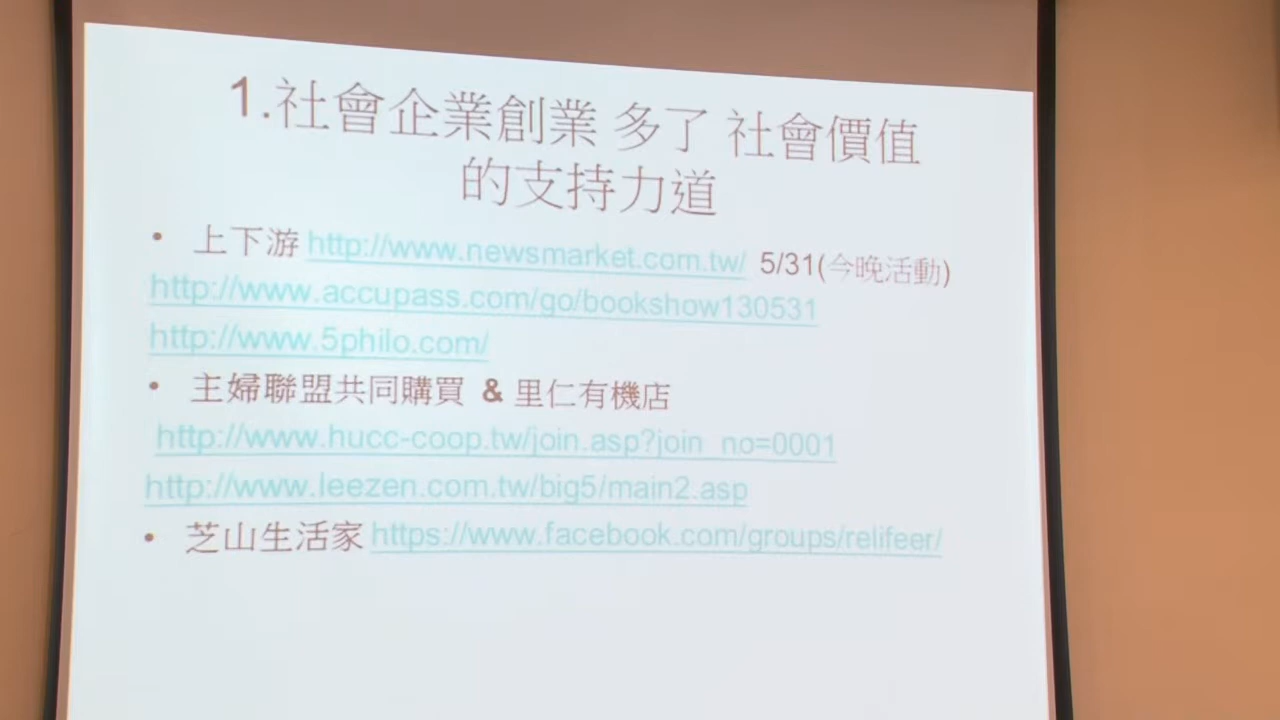 1.社會企業創業 多了 社會價值
的支持力道
• 上下游 http://www.newsmarket.com.tw/ 5/31(今晚活動)
http://www.accupass.com/go/bookshow130531
http://www.5philo.com/
• 主婦聯盟共同購買 & 里仁有機店
http://www.hucc-coop.tw/join.asp?join_no=0001
http://www.leezen.com.tw/big5/main2.asp
• 芝山生活家 https://www.facebook.com/groups/relifeer/